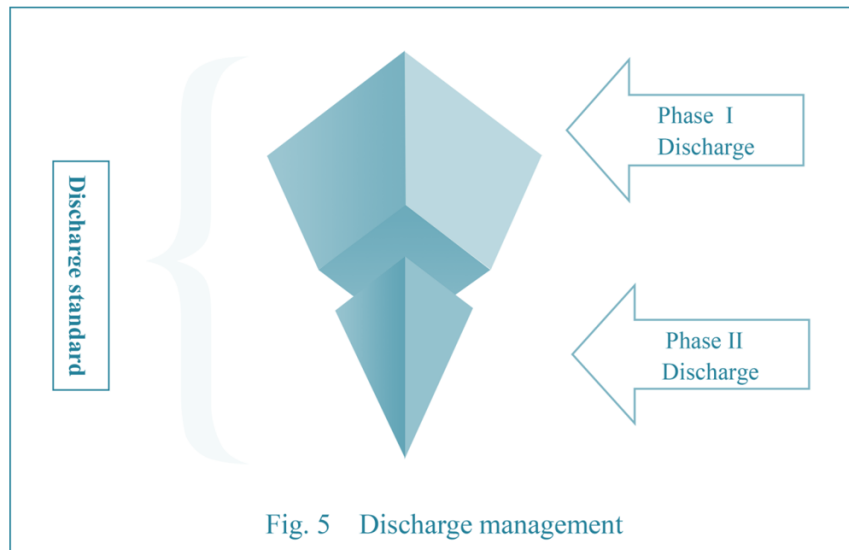 Discharge standard
Phase I
Discharge
Phase II
Discharge
Fig. 5 Discharge management